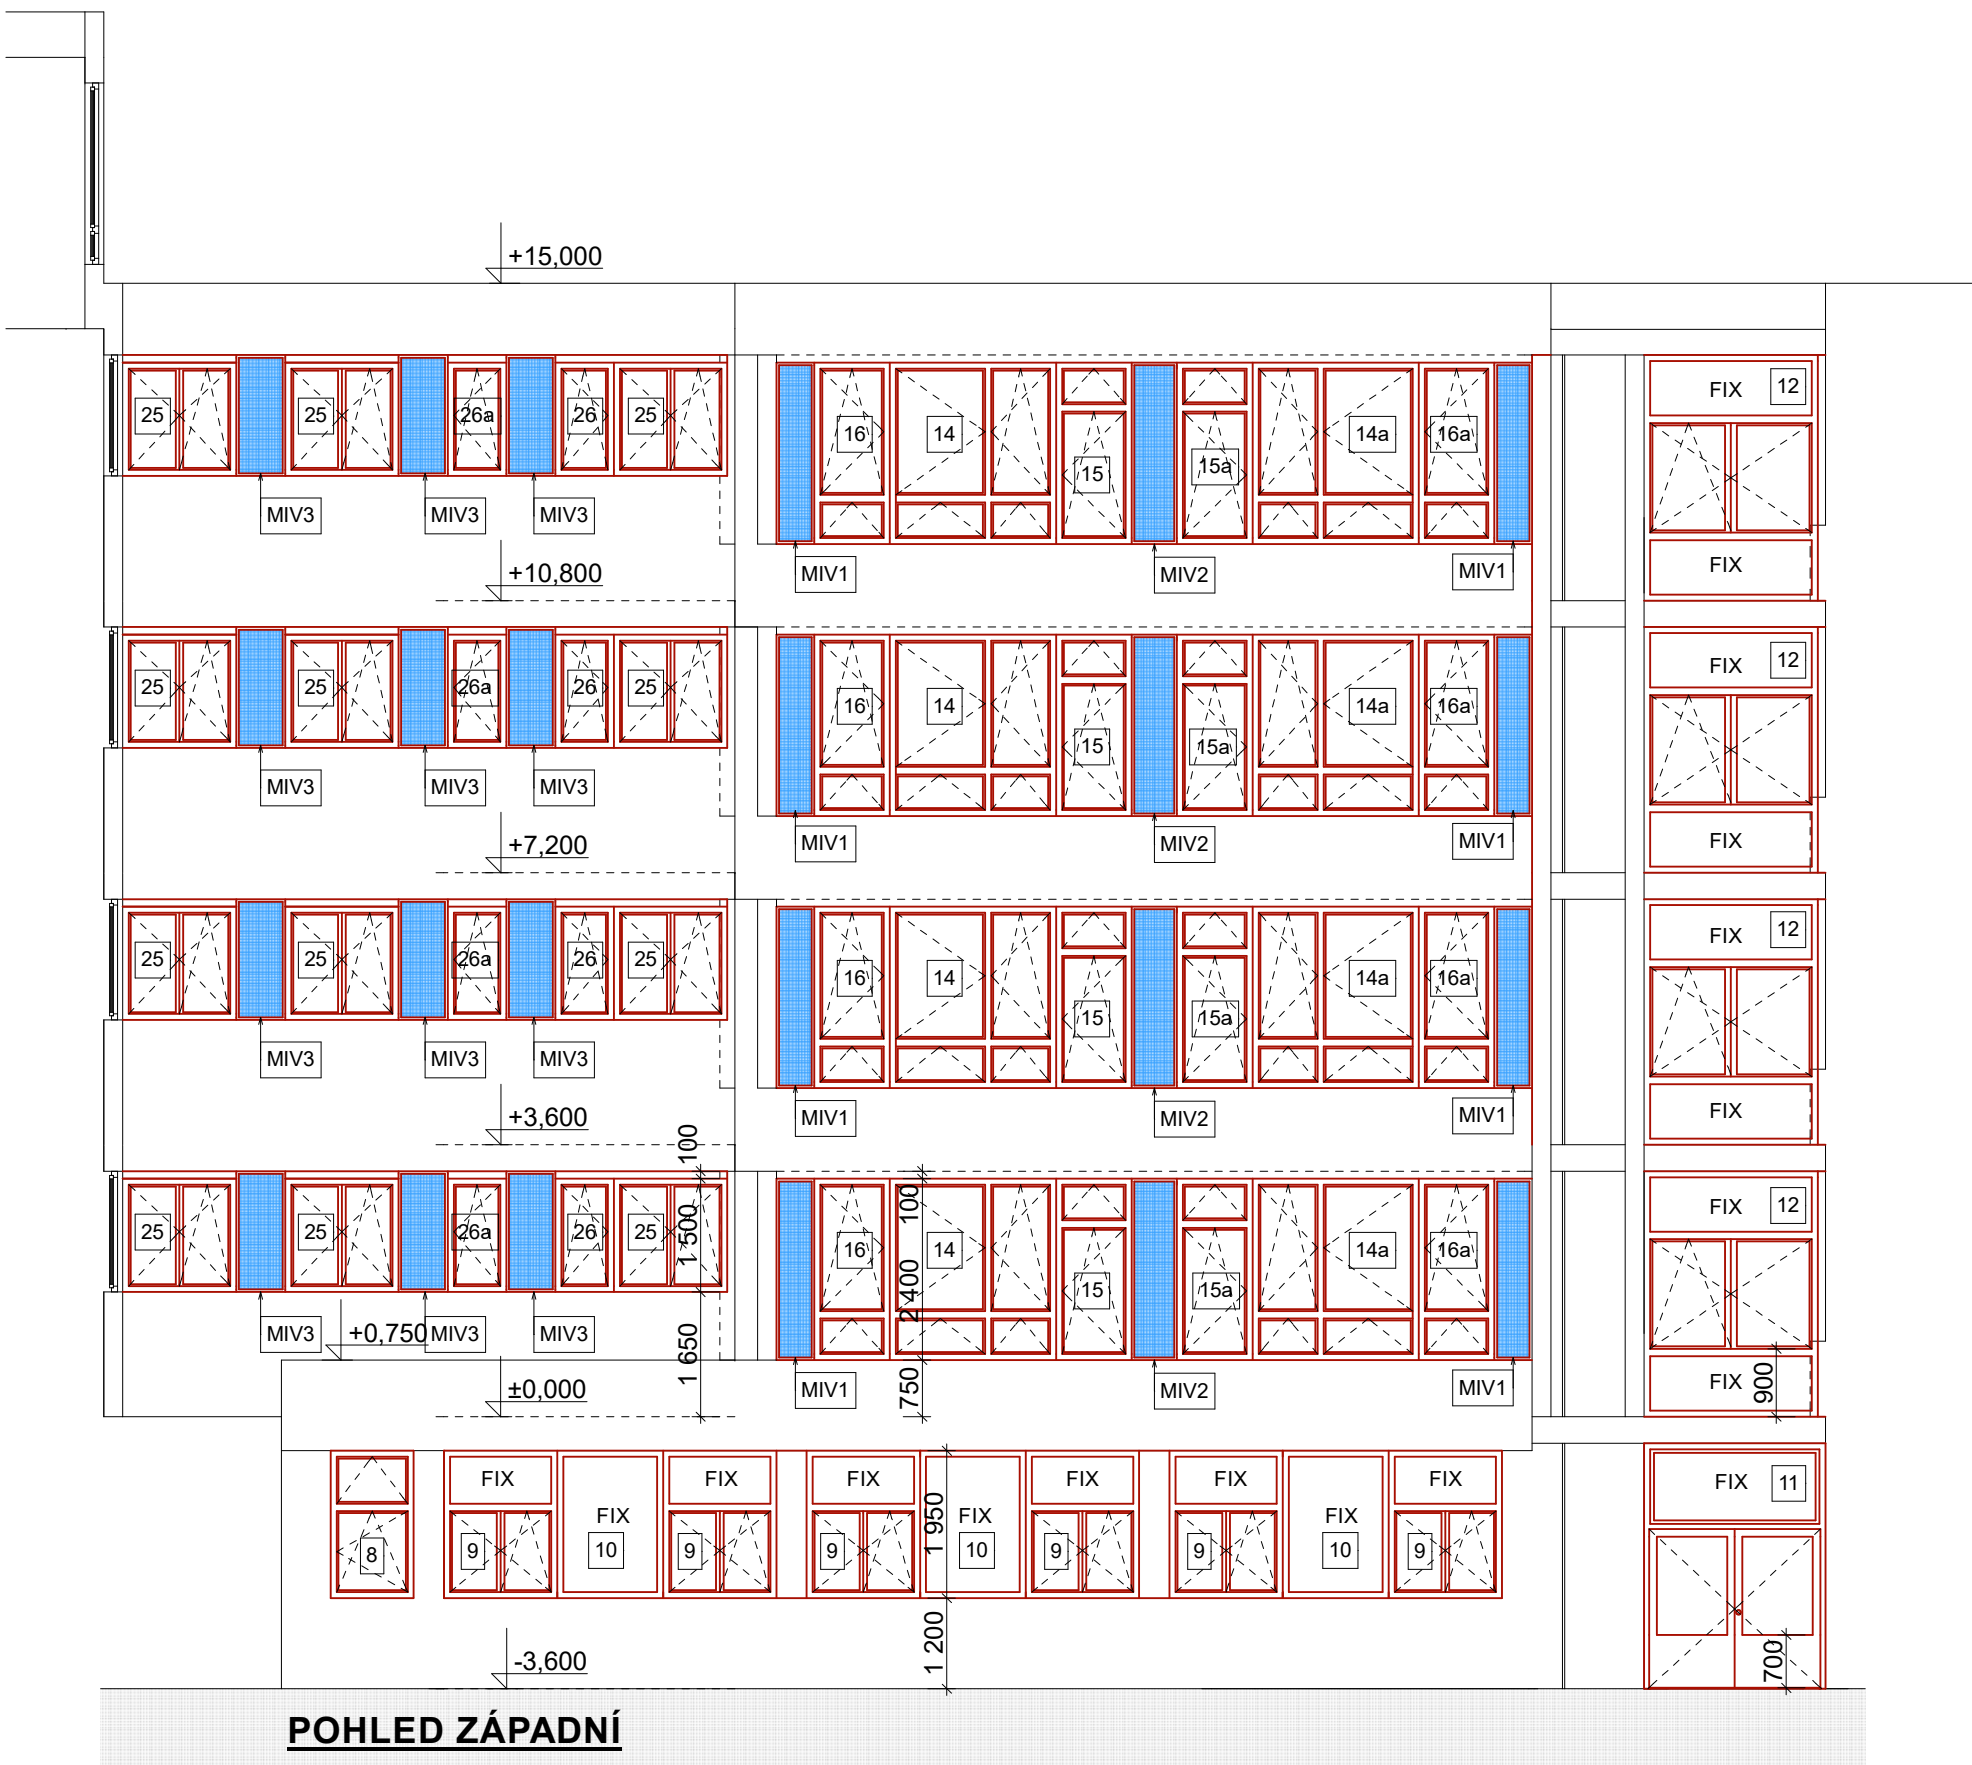 +15,000
FIX 12
25 25 26a 26 25 16 14 15 15a 14a 16a
MIV3 MIV3 MIV3
FIX
MIV1 MIV2 MIV1
+10,800
FIX 12
25 25 26a 26 25 16 14 15 15a 14a 16a
MIV3 MIV3 MIV3
FIX
MIV1 MIV2 MIV1
+7,200
FIX 12
25 25 26a 26 25 16 14 15 15a 14a 16a
MIV3 MIV3 MIV3
FIX
MIV1 MIV2 MIV1
+3,600
100
FIX 12
100
25 25 26a 26 25 1 500 16 14 15 15a 14a 16a
2 400
MIV3 +0,750 MIV3 MIV3
1 650
±0,000 750 MIV1 MIV2 MIV1 FIX 900
FIX FIX FIX FIX FIX FIX FIX 11
FIX FIX FIX 1 950
8 9 10 9 9 10 9 9 10 9
1 200
-3,600 700
POHLED ZÁPADNÍ